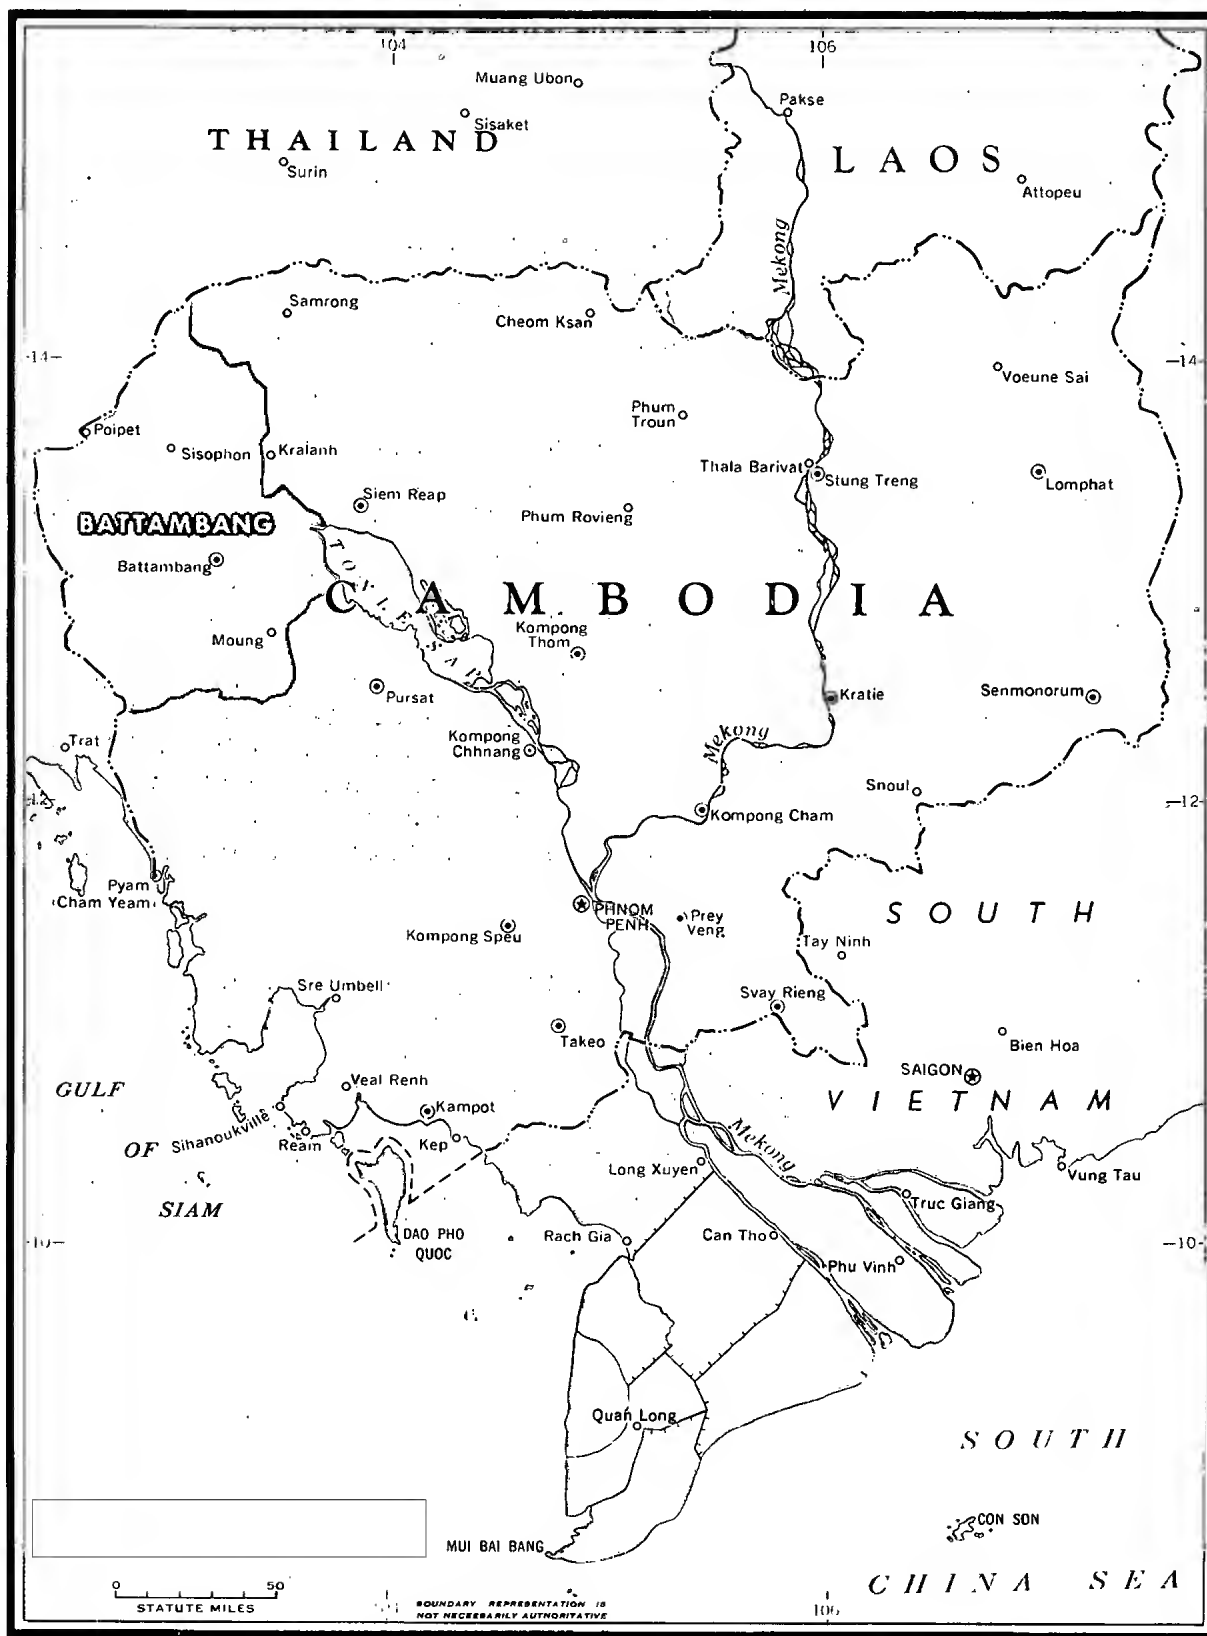 104
106
Muang Ubon
Pakse
Sisaket
THAILAND
LAOS
Surin
Attopeu
Mekong
Samrong
Cheom Ksan
14
14
Voeune Sai
Phum
Troun
Poipet
Sisophon
Kralanh
Thala Barivat
Stung Treng
Lomphat
Siem Reap
Phum Rovieng
BATTAMBANG
Battambang
TONLE SAP
CAMBODIA
Kompong
Thom
Moung
Pursat
Kratie
Senmonorum
Trat
Kompong
Chhnang
Mekong
Snoul
12
12
Kompong Cham
Pyam
(Cham Yeam)
PHNOM
PENH
Prey
Veng
SOUTH
Kompong Speu
Tay Ninh
Sre Umbell
Svay Rieng
Takeo
Bien Hoa
SAIGON
GULF
Veal Renh
VIETNAM
Kampot
Sihanoukville
OF
Ream
Kep
Mekong
Long Xuyen
Vung Tau
SIAM
Truc Giang
DAO PHO
QUOC
Rach Gia
Can Tho
10
10
Phu Vinh
Quan Long
SOUTH
CON SON
MUI BAI BANG
CHINA SEA
0
50
STATUTE MILES
BOUNDARY REPRESENTATION IS
NOT NECESSARILY AUTHORITATIVE
106